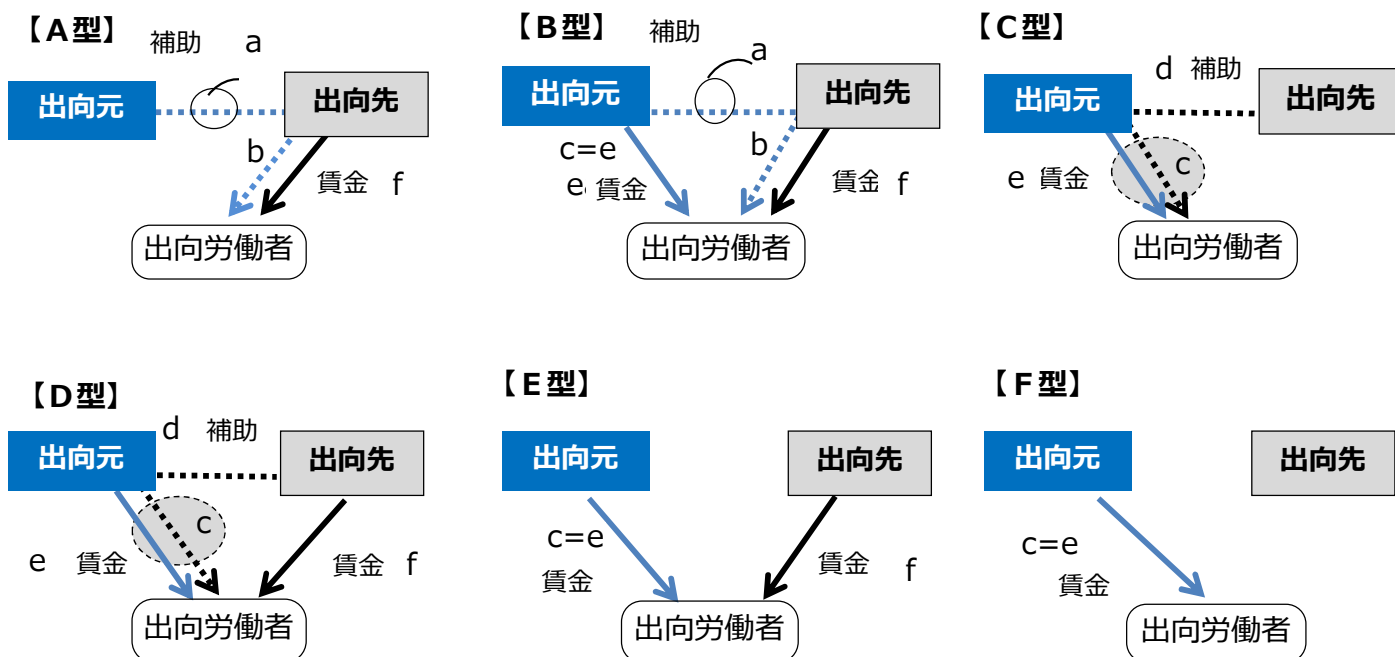 【A型】
補助 a
出向元
出向先
b
賃金 f
出向労働者
【B型】
補助
a
出向元
出向先
c=e
e 賃金
b
賃金 f
出向労働者
【C型】
d 補助
出向元
出向先
e 賃金
c
出向労働者
【D型】
d 補助
出向元
出向先
c
e 賃金
賃金 f
出向労働者
【E型】
出向元
出向先
c=e
賃金
賃金 f
出向労働者
【F型】
出向元
出向先
c=e
賃金
出向労働者